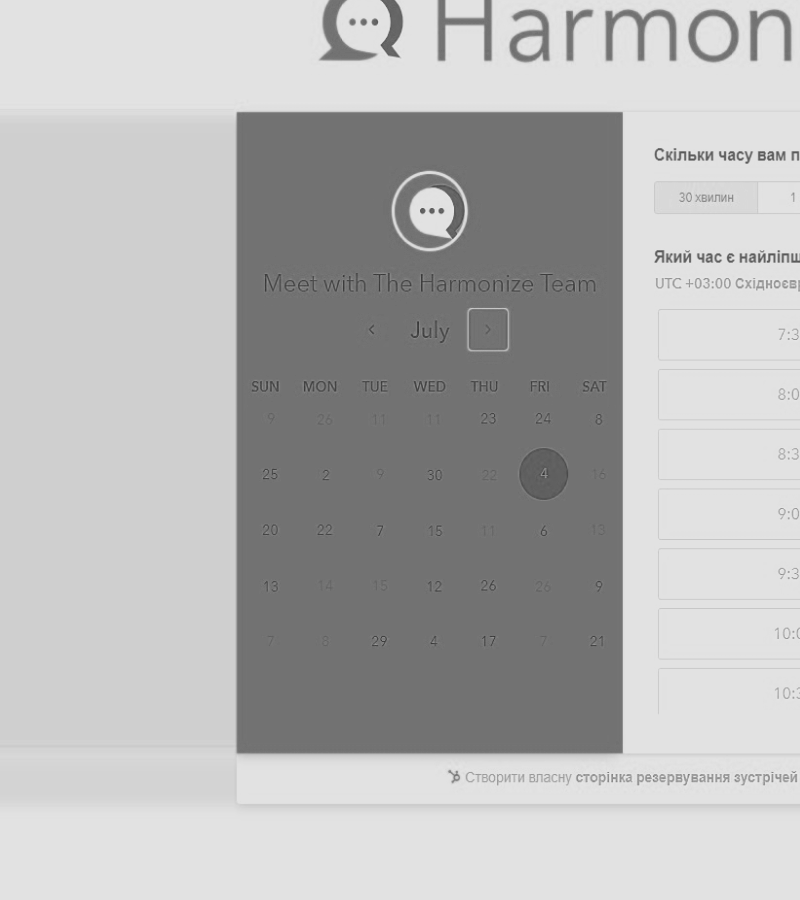 Harmon
Meet with The Harmonize Team
July
SUN MON TUE WED THU FRI SAT
9 26 11 11 23 24 8
25 2 9 30 22 4 16
20 22 7 15 11 6 13
13 14 15 12 26 26 9
7 8 29 4 17 7 21
Скільки часу вам п
30 хвилин 1
Який час є найліпш
UTC +03:00 Східноєвр
7:3
8:0
8:3
9:0
9:3
10:0
10:3
Створити власну сторінка резервування зустрічей